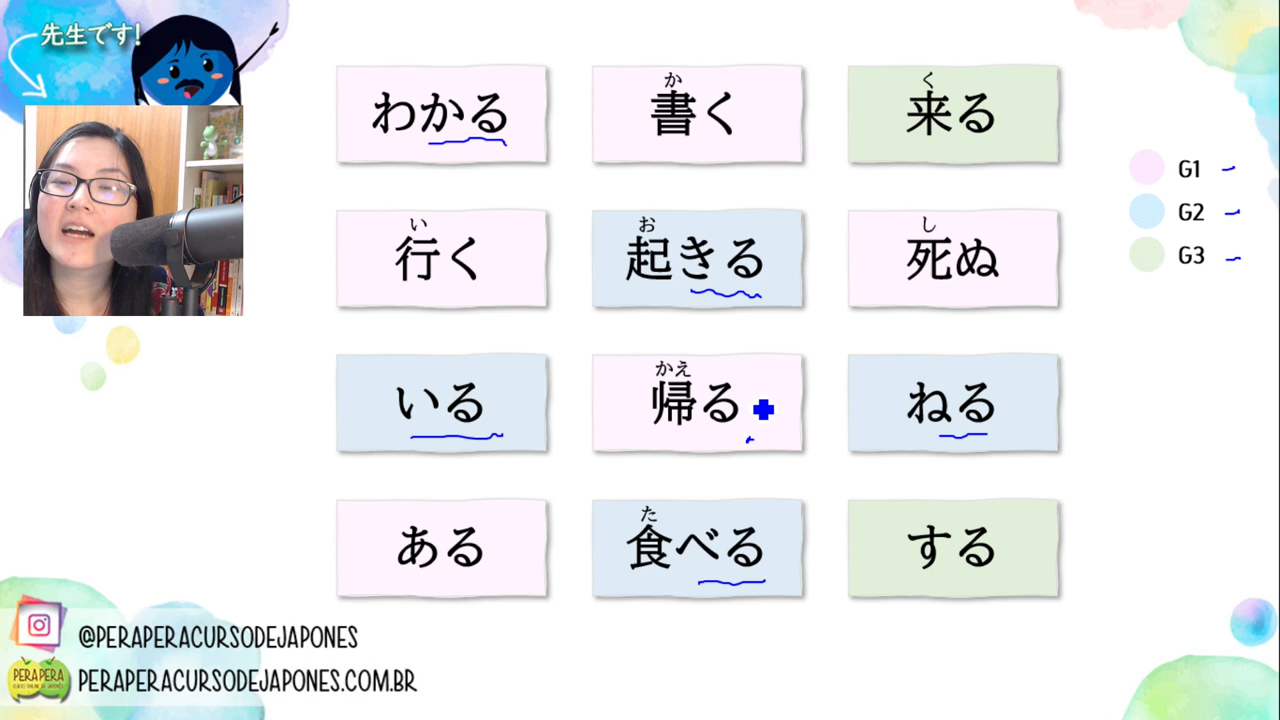 先生です!
わかる
か
書く
く
来る
G1
い
行く
お
起きる
し
死ぬ
G2
G3
いる
かえ
帰る
ねる
ある
た
食べる
する
@PERAPERACURSODEJAPONES
PERAPERA
PERAPERACURSODEJAPONES.COM.BR